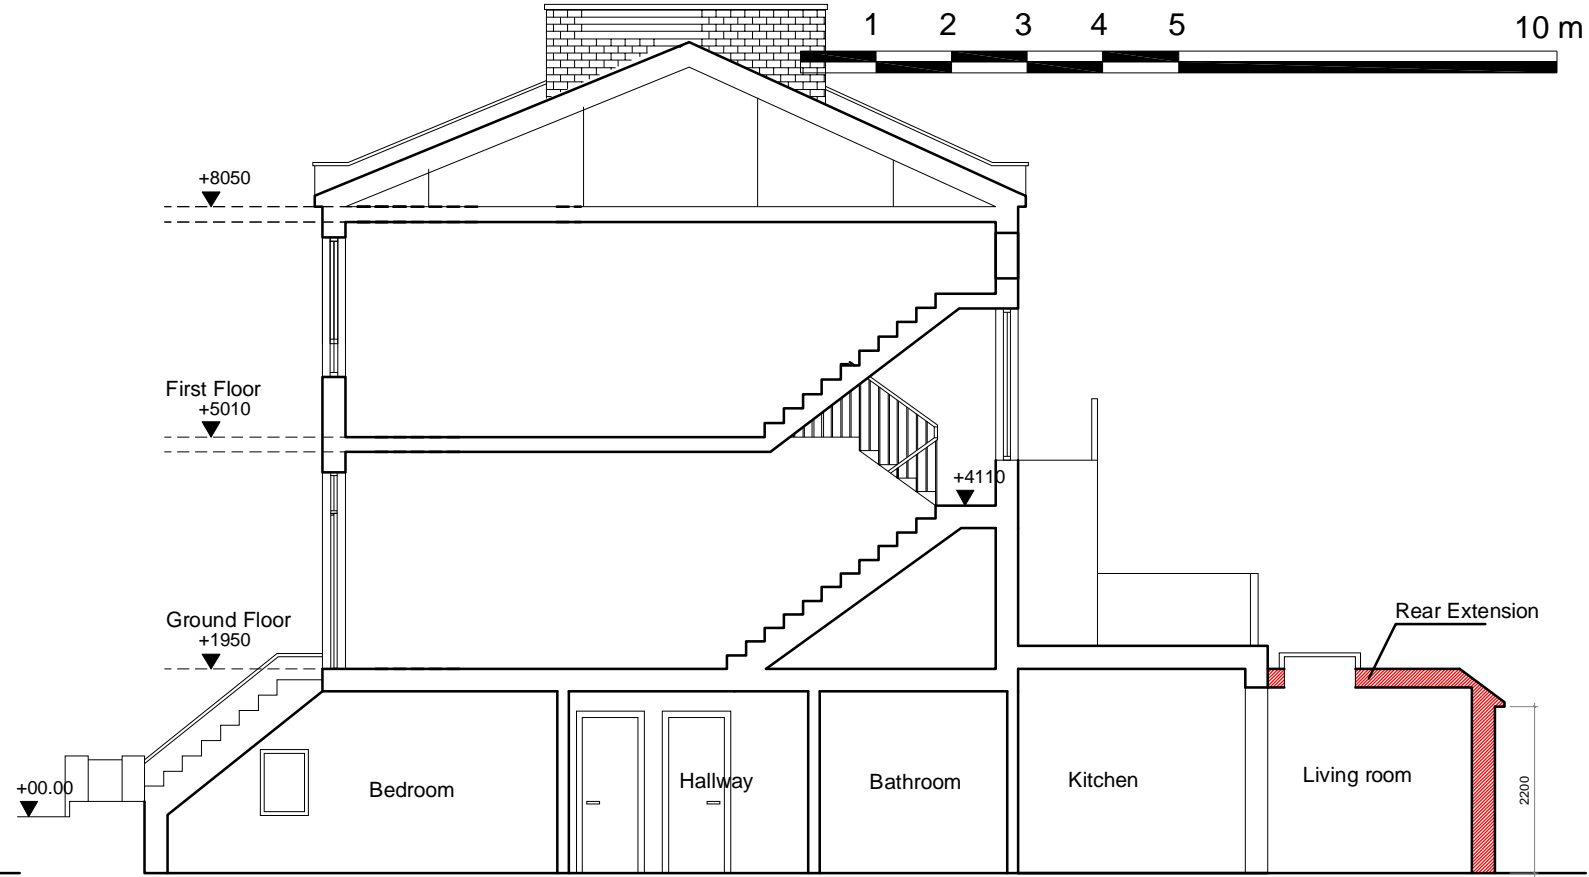 1 2 3 4 5 10 m
+8050
First Floor
+5010
+4110
Ground Floor
+1950
Rear Extension
+00.00
Bedroom
Hallway
Bathroom
Kitchen
Living room
2200